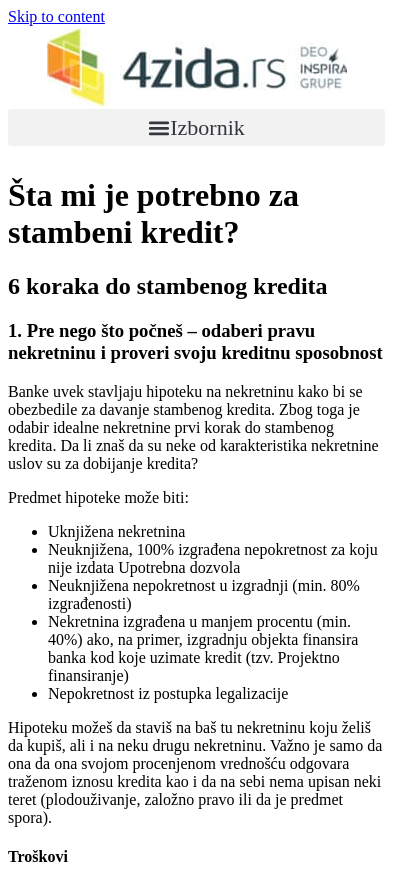 Skip to content
4zida.rs
DEO
INSPIRA
GRUPE
Izbornik
Šta mi je potrebno za
stambeni kredit?
6 koraka do stambenog kredita
1. Pre nego što počneš – odaberi pravu
nekretninu i proveri svoju kreditnu sposobnost
Banke uvek stavljaju hipoteku na nekretninu kako bi se
obezbedile za davanje stambenog kredita. Zbog toga je
odabir idealne nekretnine prvi korak do stambenog
kredita. Da li znaš da su neke od karakteristika nekretnine
uslov su za dobijanje kredita?
Predmet hipoteke može biti:
• Uknjižena nekretnina
• Neuknjižena, 100% izgrađena nepokretnost za koju
nije izdata Upotrebna dozvola
• Neuknjižena nepokretnost u izgradnji (min. 80%
izgrađenosti)
• Nekretnina izgrađena u manjem procentu (min.
40%) ako, na primer, izgradnju objekta finansira
banka kod koje uzimate kredit (tzv. Projektno
finansiranje)
• Nepokretnost iz postupka legalizacije
Hipoteku možeš da staviš na baš tu nekretninu koju želiš
da kupiš, ali i na neku drugu nekretninu. Važno je samo da
ona da ona svojom procenjenom vrednošću odgovara
traženom iznosu kredita kao i da na sebi nema upisan neki
teret (plodouživanje, založno pravo ili da je predmet
spora).
Troškovi